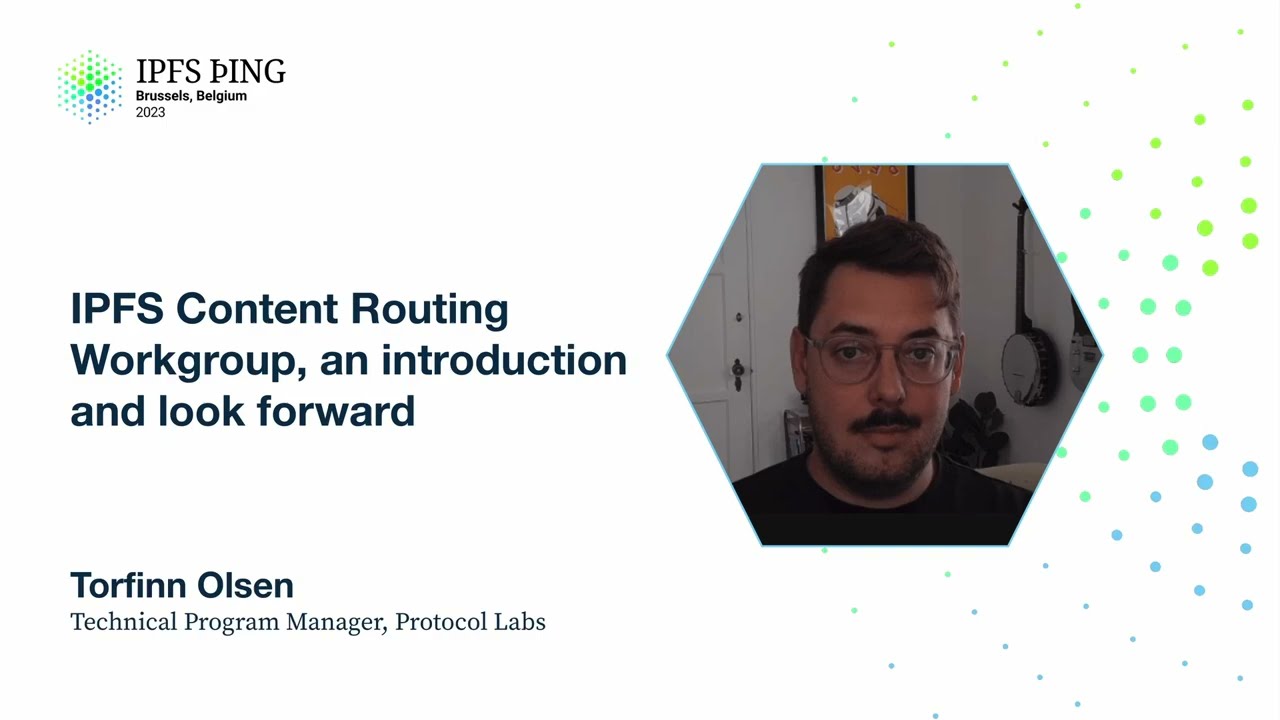 IPFS ÞING
Brussels, Belgium
2023
IPFS Content Routing
Workgroup, an introduction
and look forward
Torfinn Olsen
Technical Program Manager, Protocol Labs